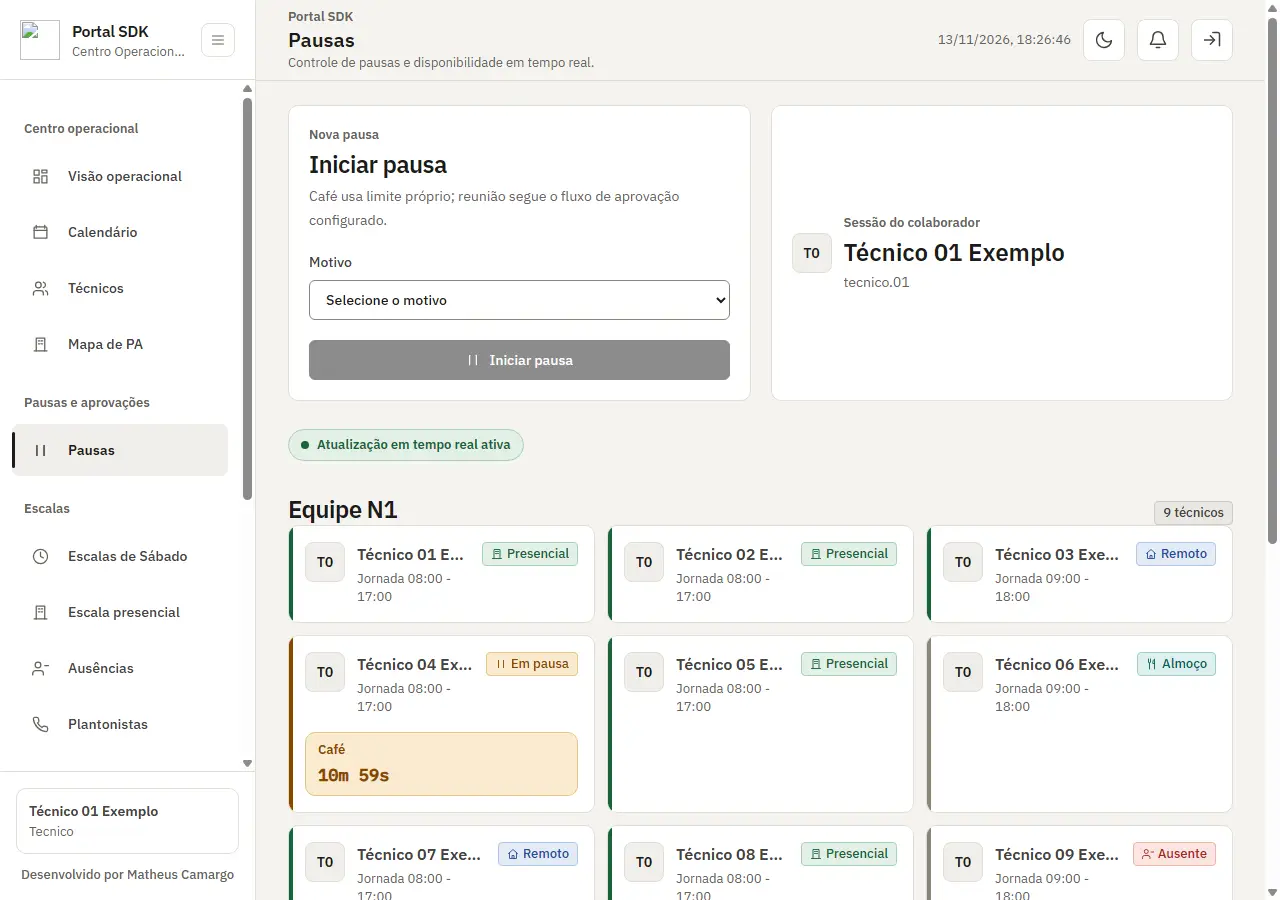 Portal SDK
Centro Operacion...
Centro operacional
Visão operacional
Calendário
Técnicos
Mapa de PA
Pausas e aprovações
Pausas
Escalas
Escalas de Sábado
Escala presencial
Ausências
Plantonistas
Técnico 01 Exemplo
Tecnico
Desenvolvido por Matheus Camargo
Portal SDK
Pausas
Controle de pausas e disponibilidade em tempo real.
13/11/2026, 18:26:46
Nova pausa
Iniciar pausa
Café usa limite próprio; reunião segue o fluxo de aprovação
configurado.
Motivo
Selecione o motivo
Iniciar pausa
Sessão do colaborador
T0
Técnico 01 Exemplo
tecnico.01
Atualização em tempo real ativa
Equipe N1
9 técnicos
T0
Técnico 01 E...
Presencial
Jornada 08:00 -
17:00
T0
Técnico 02 E...
Presencial
Jornada 08:00 -
17:00
T0
Técnico 03 Exe...
Remoto
Jornada 09:00 -
18:00
T0
Técnico 04 Ex...
Em pausa
Jornada 08:00 -
17:00
Café
10m 59s
T0
Técnico 05 E...
Presencial
Jornada 08:00 -
17:00
T0
Técnico 06 Exe...
Almoço
Jornada 09:00 -
18:00
T0
Técnico 07 Exe...
Remoto
Jornada 08:00 -
17:00
T0
Técnico 08 E...
Presencial
Jornada 08:00 -
17:00
T0
Técnico 09 Exe...
Ausente
Jornada 09:00 -
18:00